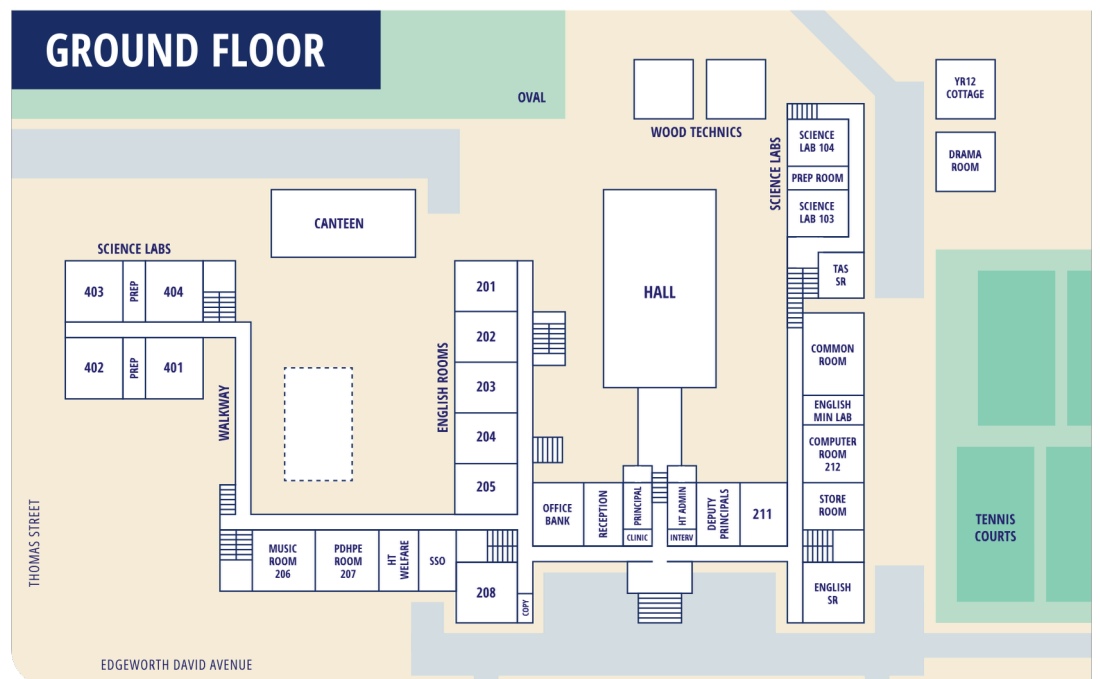 GROUND FLOOR
OVAL
WOOD TECHNICS
YR12
COTTAGE
DRAMA
ROOM
SCIENCE LABS
SCIENCE
LAB 104
PREP ROOM
SCIENCE
LAB 103
TAS
SR
CANTEEN
HALL
SCIENCE LABS
403
PREP
404
402
PREP
401
WALKWAY
ENGLISH ROOMS
201
202
203
204
205
COMMON
ROOM
ENGLISH
MIN LAB
COMPUTER
ROOM
212
STORE
ROOM
ENGLISH
SR
OFFICE
BANK
RECEPTION
PRINCIPAL
CLINIC
HT ADMIN
INTERV
DEPUTY
PRINCIPALS
211
MUSIC
ROOM
206
PDHPE
ROOM
207
HT
WELFARE
SSO
208
COPY
TENNIS
COURTS
THOMAS STREET
EDGEWORTH DAVID AVENUE